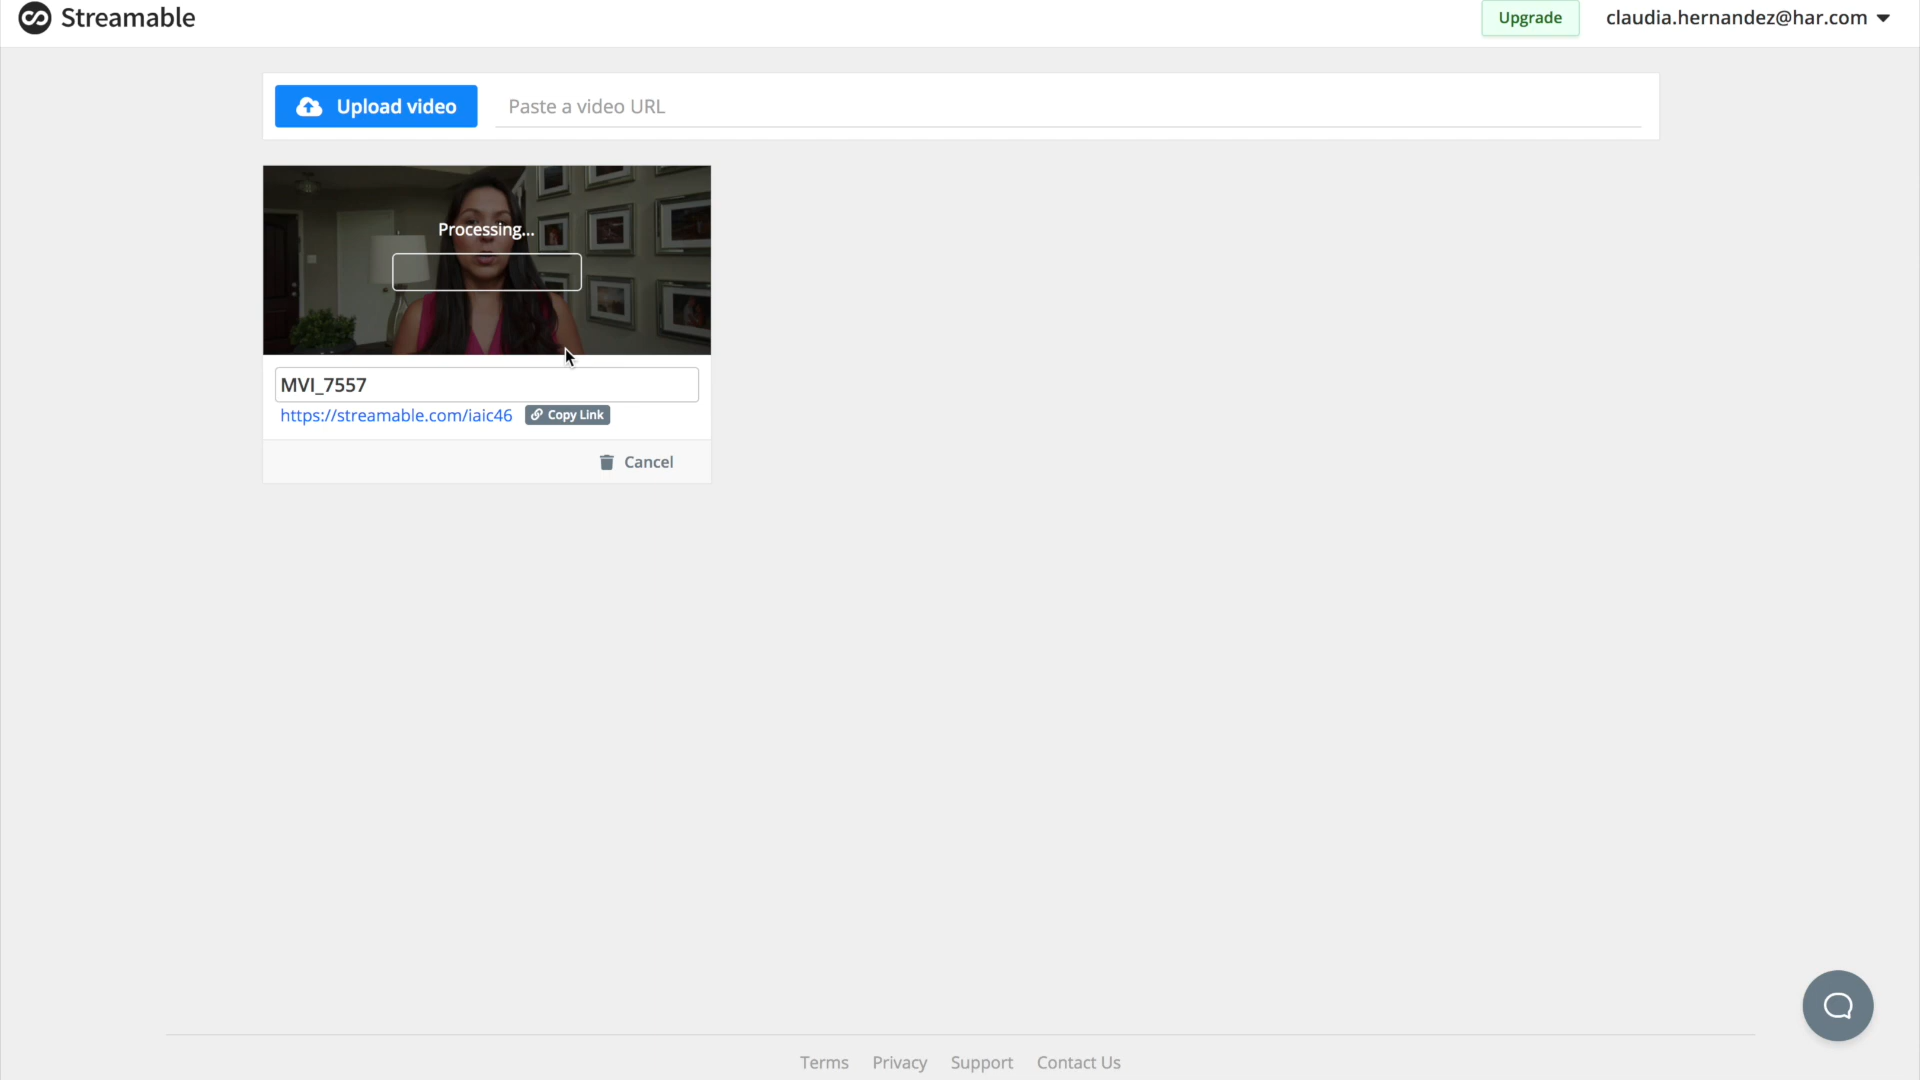 Streamable
Upgrade
claudia.hernandez@har.com
Upload video
Paste a video URL
Processing...
MVI_7557
https://streamable.com/iaic46
Copy Link
Cancel
Terms Privacy Support Contact Us